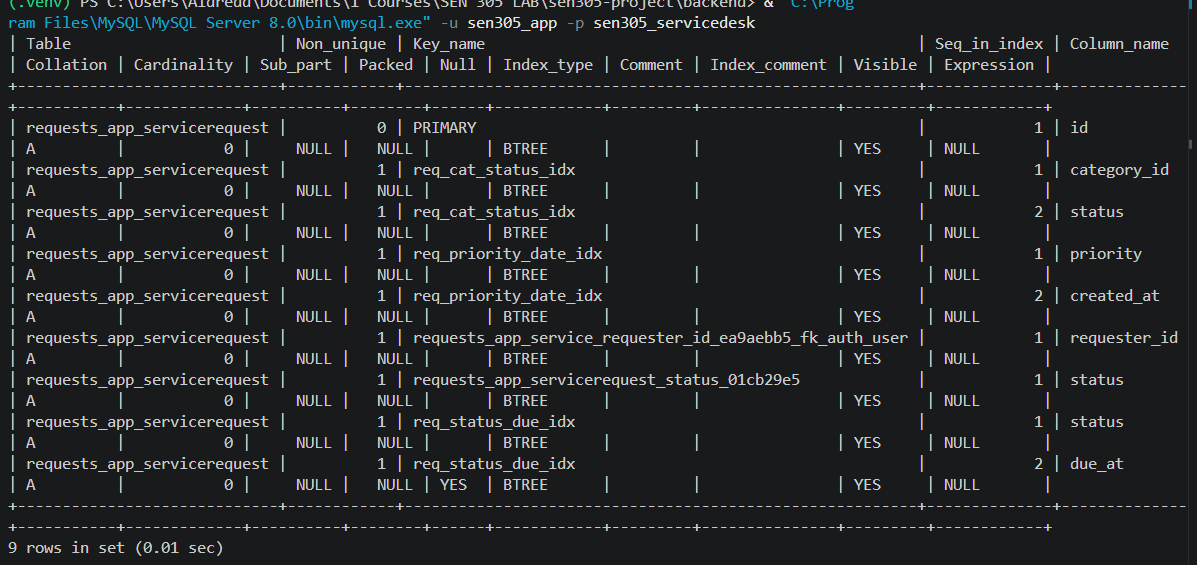 (.venv) PS C:\Users\Aldredd\Documents\1 Courses\SEN 305 LAB\sen305-project\backend> & "C:\Prog
ram Files\MySQL\MySQL Server 8.0\bin\mysql.exe" -u sen305_app -p sen305_servicedesk
| Table | Non_unique | Key_name | Seq_in_index | Column_name
| Collation | Cardinality | Sub_part | Packed | Null | Index_type | Comment | Index_comment | Visible | Expression |
+----------------------------+------------+------------------------------------------------------+--------------+--------------
+-----------+-------------+----------+--------+------+------------+---------+---------------+---------+------------+
| requests_app_servicerequest | 0 | PRIMARY | 1 | id
| A | 0 | NULL | NULL | | BTREE | | | YES | NULL |
| requests_app_servicerequest | 1 | req_cat_status_idx | 1 | category_id
| A | 0 | NULL | NULL | | BTREE | | | YES | NULL |
| requests_app_servicerequest | 1 | req_cat_status_idx | 2 | status
| A | 0 | NULL | NULL | | BTREE | | | YES | NULL |
| requests_app_servicerequest | 1 | req_priority_date_idx | 1 | priority
| A | 0 | NULL | NULL | | BTREE | | | YES | NULL |
| requests_app_servicerequest | 1 | req_priority_date_idx | 2 | created_at
| A | 0 | NULL | NULL | | BTREE | | | YES | NULL |
| requests_app_servicerequest | 1 | requests_app_service_requester_id_ea9aebb5_fk_auth_user | 1 | requester_id
| A | 0 | NULL | NULL | | BTREE | | | YES | NULL |
| requests_app_servicerequest | 1 | requests_app_servicerequest_status_01cb29e5 | 1 | status
| A | 0 | NULL | NULL | | BTREE | | | YES | NULL |
| requests_app_servicerequest | 1 | req_status_due_idx | 1 | status
| A | 0 | NULL | NULL | | BTREE | | | YES | NULL |
| requests_app_servicerequest | 1 | req_status_due_idx | 2 | due_at
| A | 0 | NULL | NULL | YES | BTREE | | | YES | NULL |
+----------------------------+------------+------------------------------------------------------+--------------+--------------
+-----------+-------------+----------+--------+------+------------+---------+---------------+---------+------------+
9 rows in set (0.01 sec)